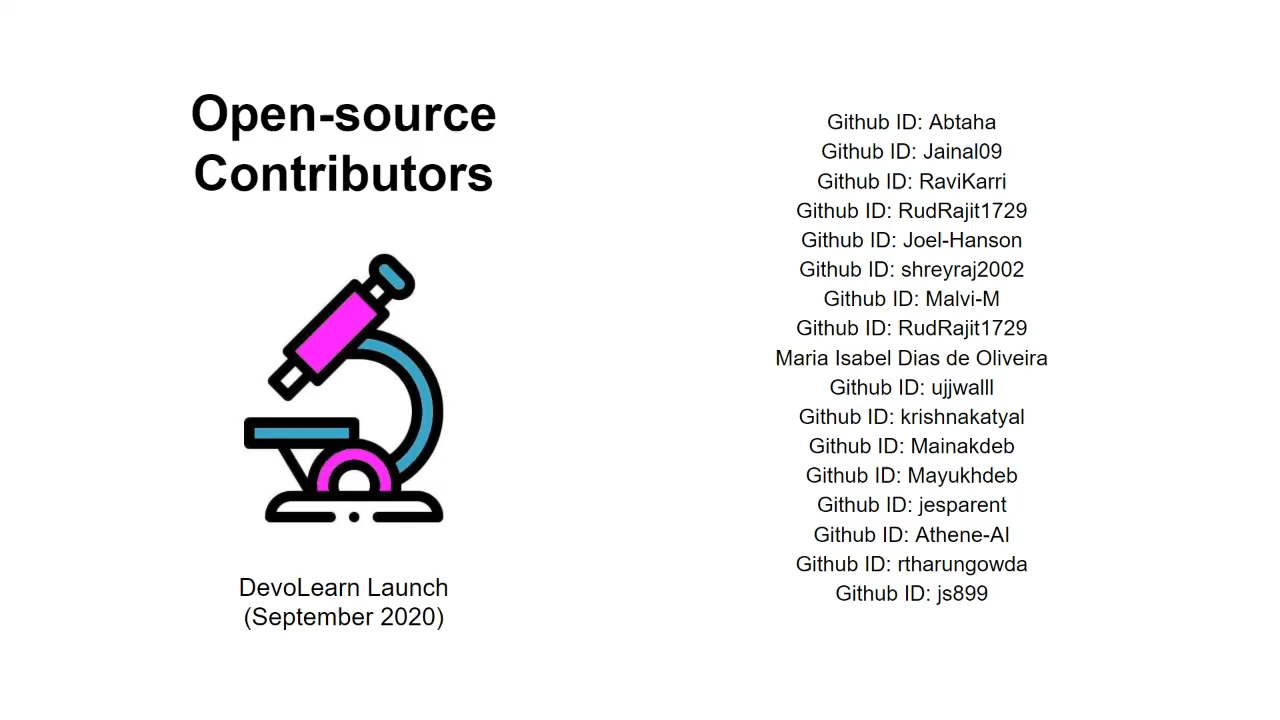 Open-source
Contributors
DevoLearn Launch
(September 2020)
Github ID: Abtaha
Github ID: Jainal09
Github ID: RaviKarri
Github ID: RudRajit1729
Github ID: Joel-Hanson
Github ID: shreyraj2002
Github ID: Malvi-M
Github ID: RudRajit1729
Maria Isabel Dias de Oliveira
Github ID: ujjwalll
Github ID: krishnakatyal
Github ID: Mainakdeb
Github ID: Mayukhdeb
Github ID: jesparent
Github ID: Athene-AI
Github ID: rtharungowda
Github ID: js899